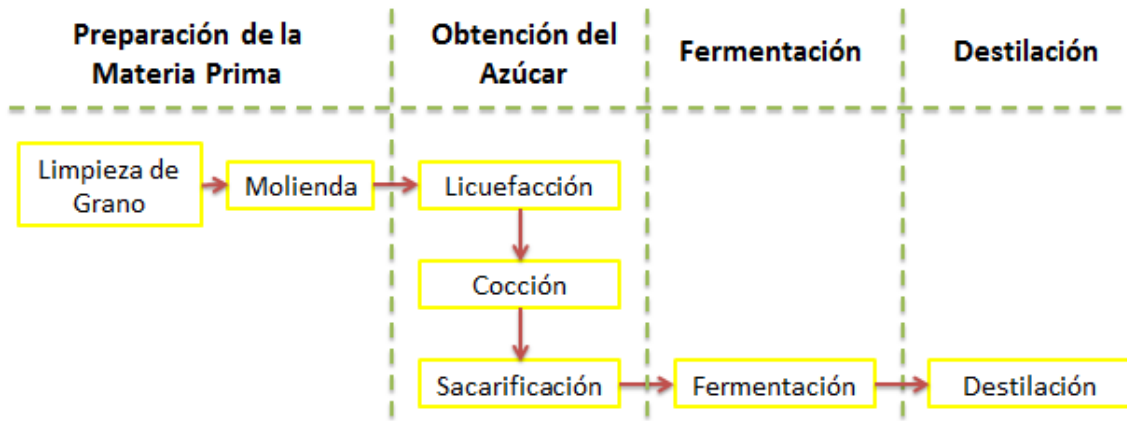 Preparación de la
Materia Prima
Obtención del
Azúcar
Fermentación
Destilación
Limpieza de
Grano
Molienda
Licuefacción
Cocción
Sacarificación
Fermentación
Destilación